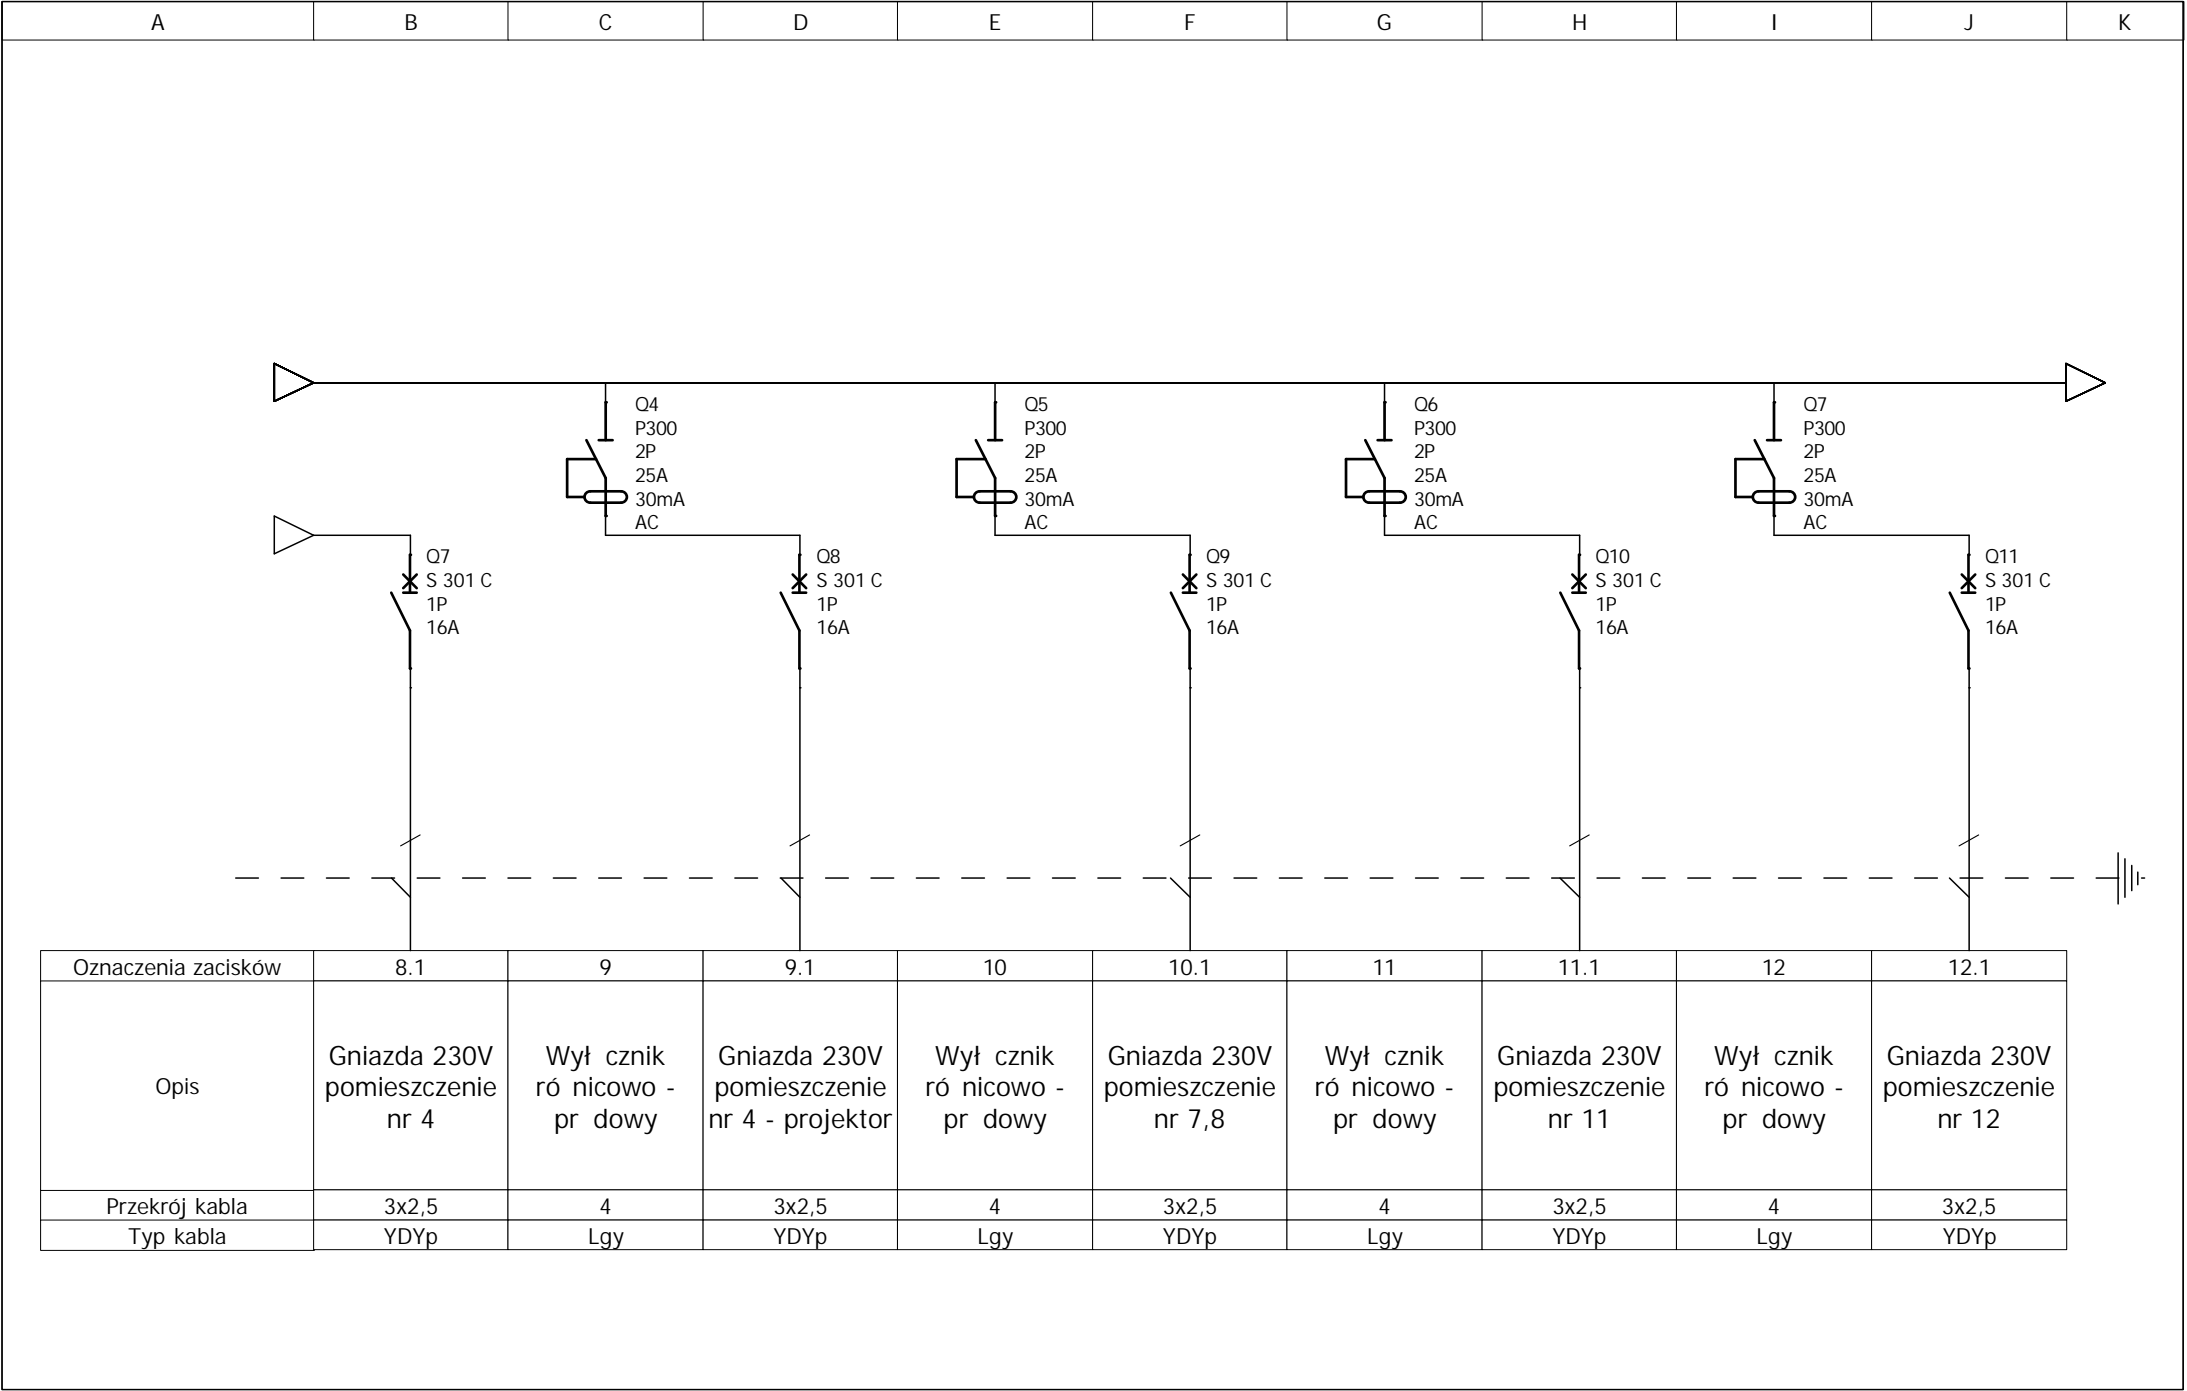 A B C D E F G H I J K
Q4 Q5 Q6 Q7
P300 P300 P300 P300
2P 2P 2P 2P
25A 25A 25A 25A
30mA 30mA 30mA 30mA
AC AC AC AC
Q7 Q8 Q9 Q10 Q11
S 301 C S 301 C S 301 C S 301 C S 301 C
1P 1P 1P 1P 1P
16A 16A 16A 16A 16A
Oznaczenia zacisków 8.1 9 9.1 10 10.1 11 11.1 12 12.1
Opis
Gniazda 230V
pomieszczenie
nr 4
Wył cznik
ró nicowo -
pr dowy
Gniazda 230V
pomieszczenie
nr 4 - projektor
Wył cznik
ró nicowo -
pr dowy
Gniazda 230V
pomieszczenie
nr 7,8
Wył cznik
ró nicowo -
pr dowy
Gniazda 230V
pomieszczenie
nr 11
Wył cznik
ró nicowo -
pr dowy
Gniazda 230V
pomieszczenie
nr 12
Przekrój kabla 3x2,5 4 3x2,5 4 3x2,5 4 3x2,5 4 3x2,5
Typ kabla YDYp Lgy YDYp Lgy YDYp Lgy YDYp Lgy YDYp